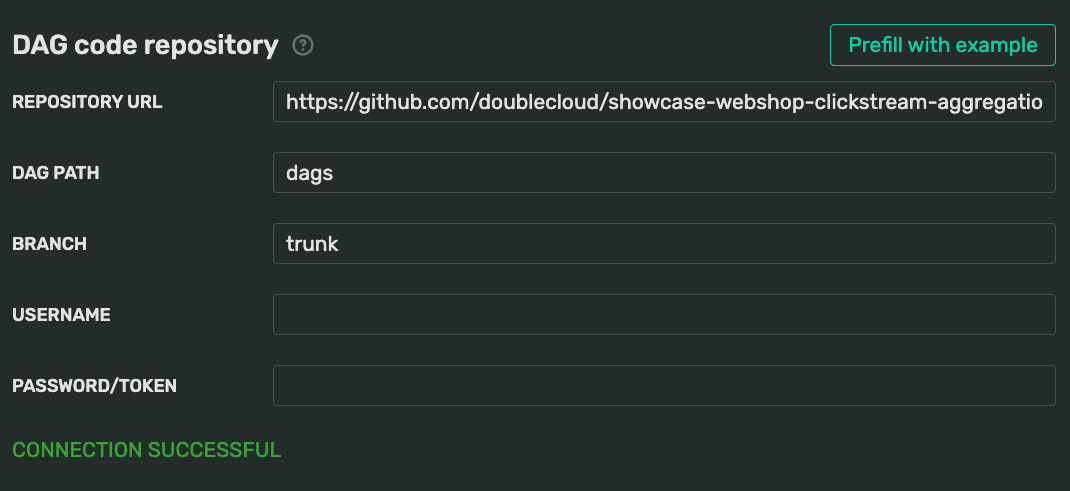 DAG code repository ?
Prefill with example
REPOSITORY URL https://github.com/doublecloud/showcase-webshop-clickstream-aggregatio
DAG PATH dags
BRANCH trunk
USERNAME
PASSWORD/TOKEN
CONNECTION SUCCESSFUL